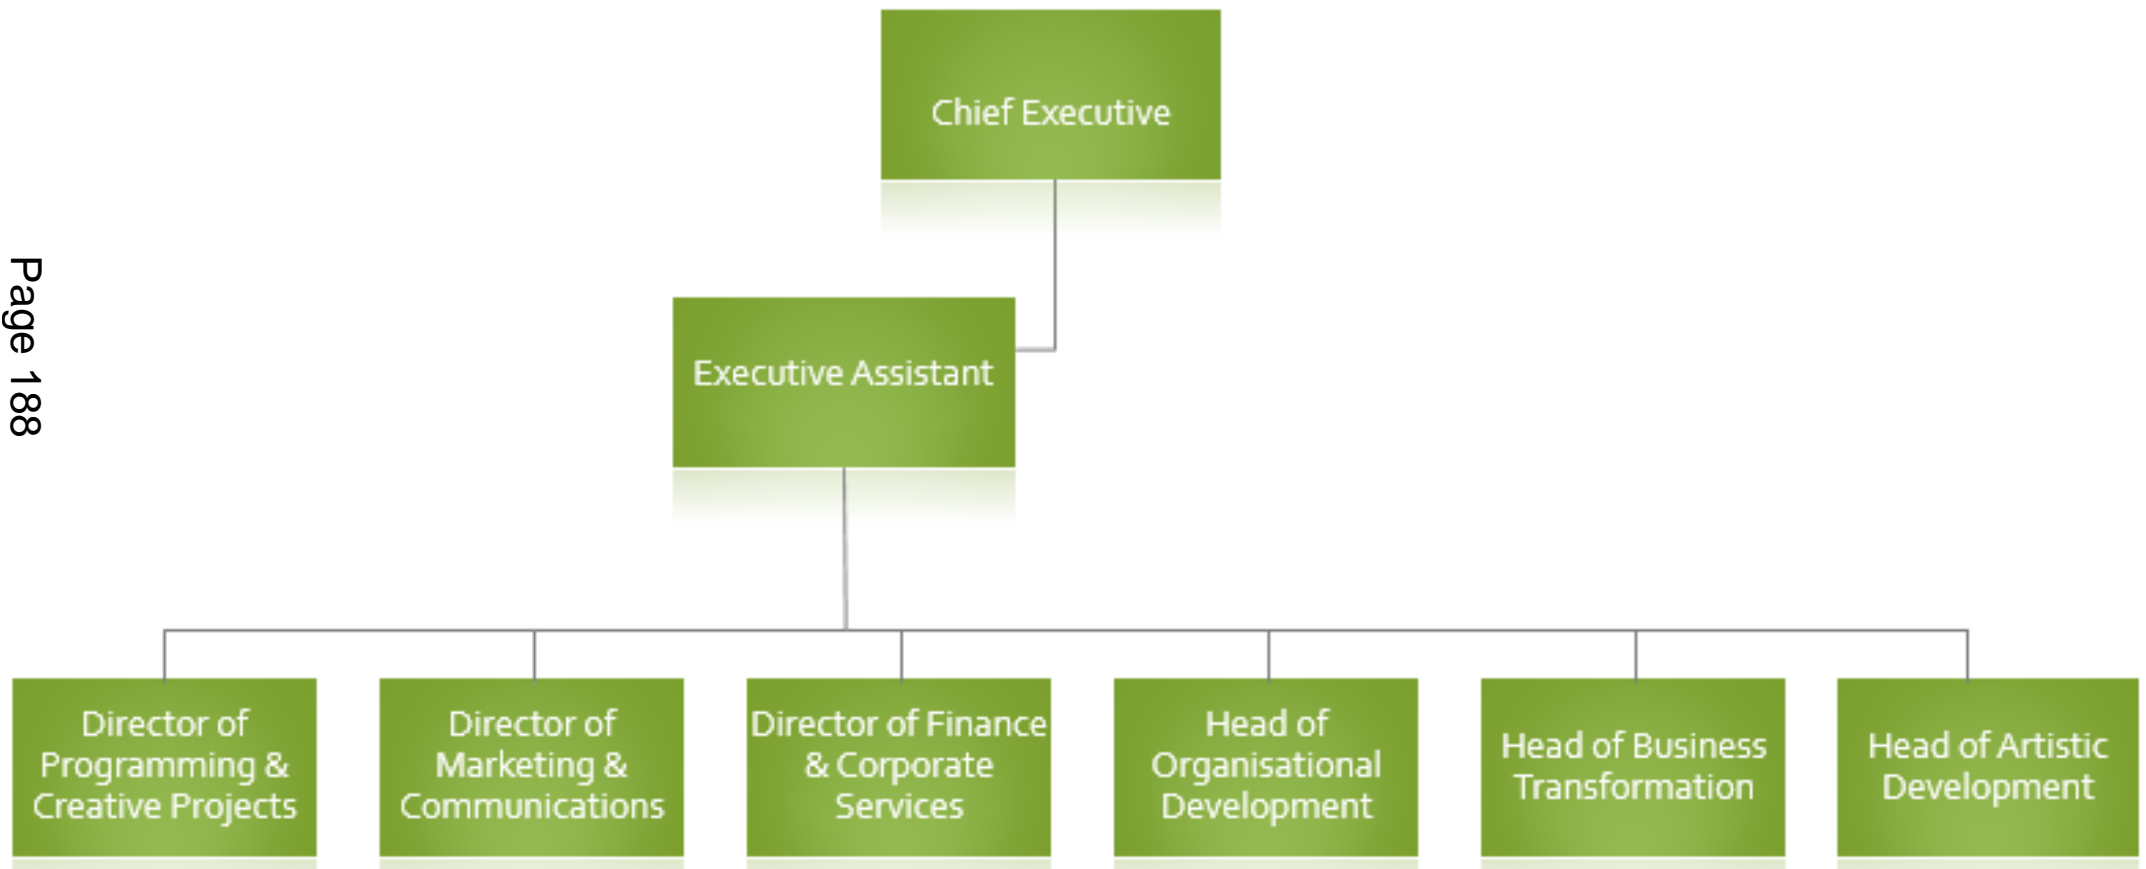 Chief Executive
Page 188
Executive Assistant
Director of
Programming &
Creative Projects
Director of
Marketing &
Communications
Director of Finance
& Corporate
Services
Head of
Organisational
Development
Head of Business
Transformation
Head of Artistic
Development